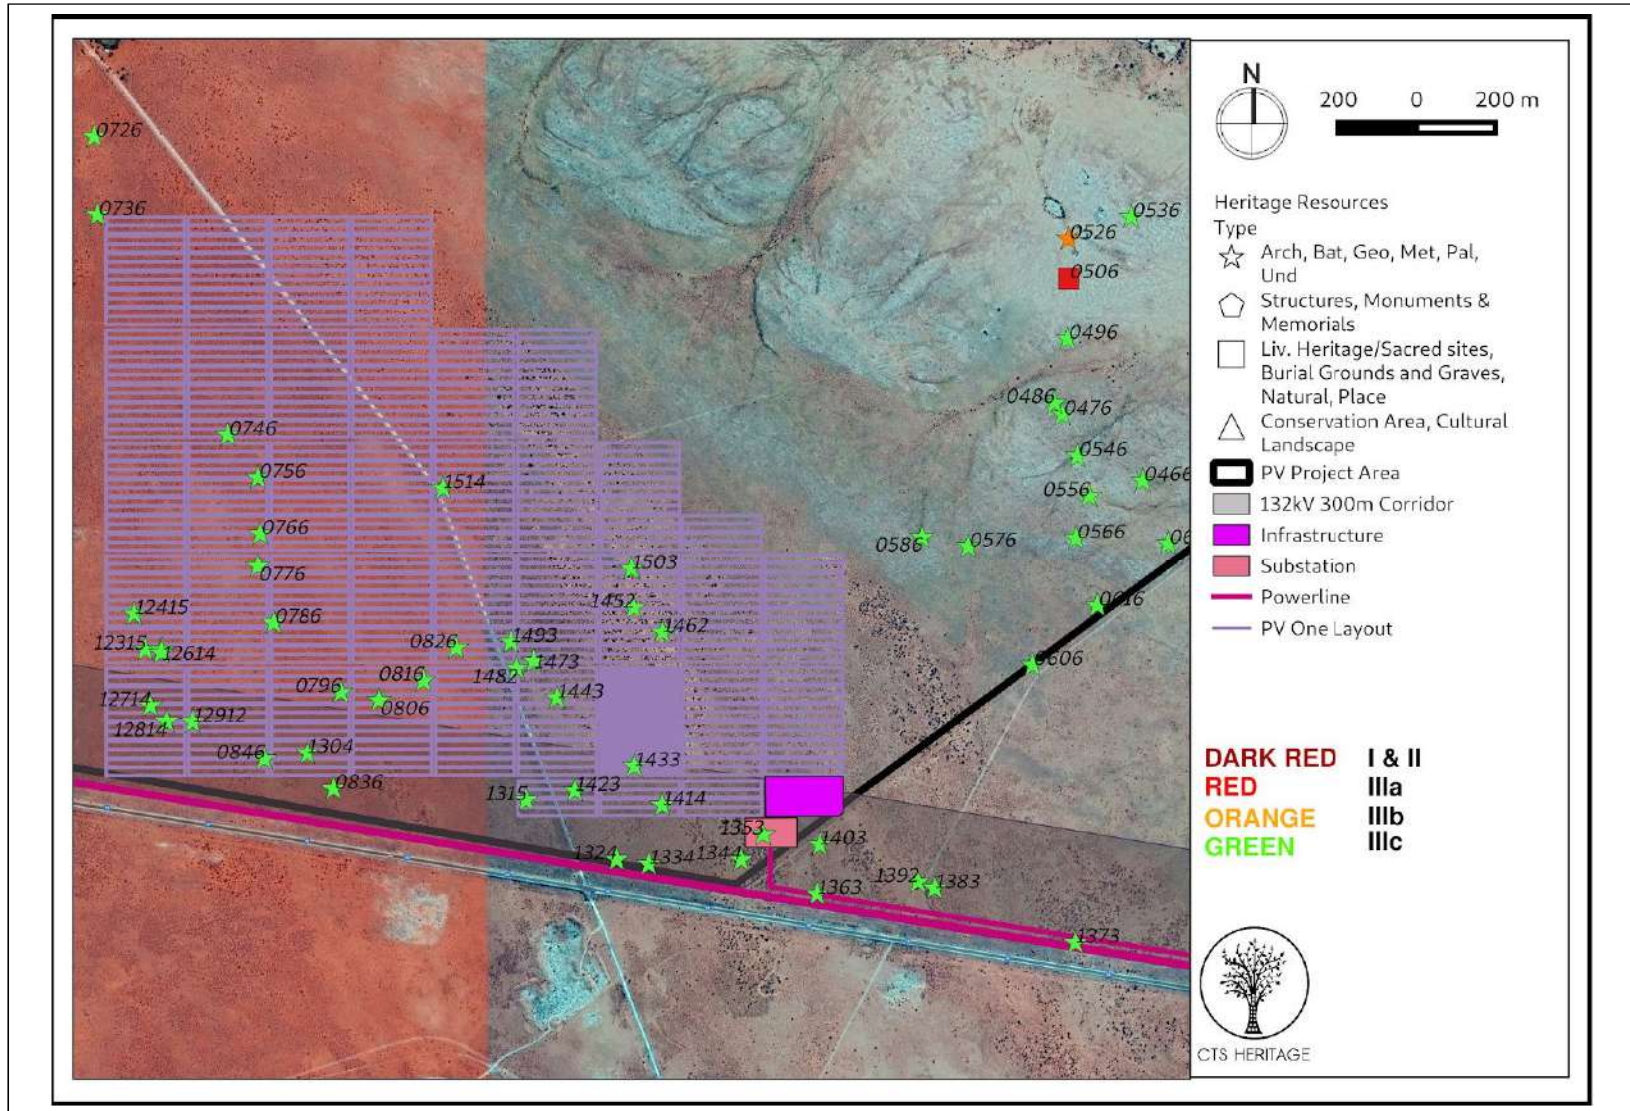 0726
0736
0536
0526
0506
0496
0486
0476
0746
0546
0756
0466
1514
0556
0766
0566
0586
0576
06
0776
1503
12415
1452
0616
0786
1462
12315
12614
0826
1493
1473
0606
0816
1482
0796
1443
12714
0806
12814
12912
0846
1304
1433
0836
1315
1423
1414
1353
1403
1324
1334
1344
1392
1383
1363
1373
N
200 0 200 m
Heritage Resources
Type
Arch, Bat, Geo, Met, Pal,
Und
Structures, Monuments &
Memorials
Liv. Heritage/Sacred sites,
Burial Grounds and Graves,
Natural, Place
Conservation Area, Cultural
Landscape
PV Project Area
132kV 300m Corridor
Infrastructure
Substation
Powerline
PV One Layout
DARK RED I & II
RED IIIa
ORANGE IIIb
GREEN IIIc
CTS HERITAGE